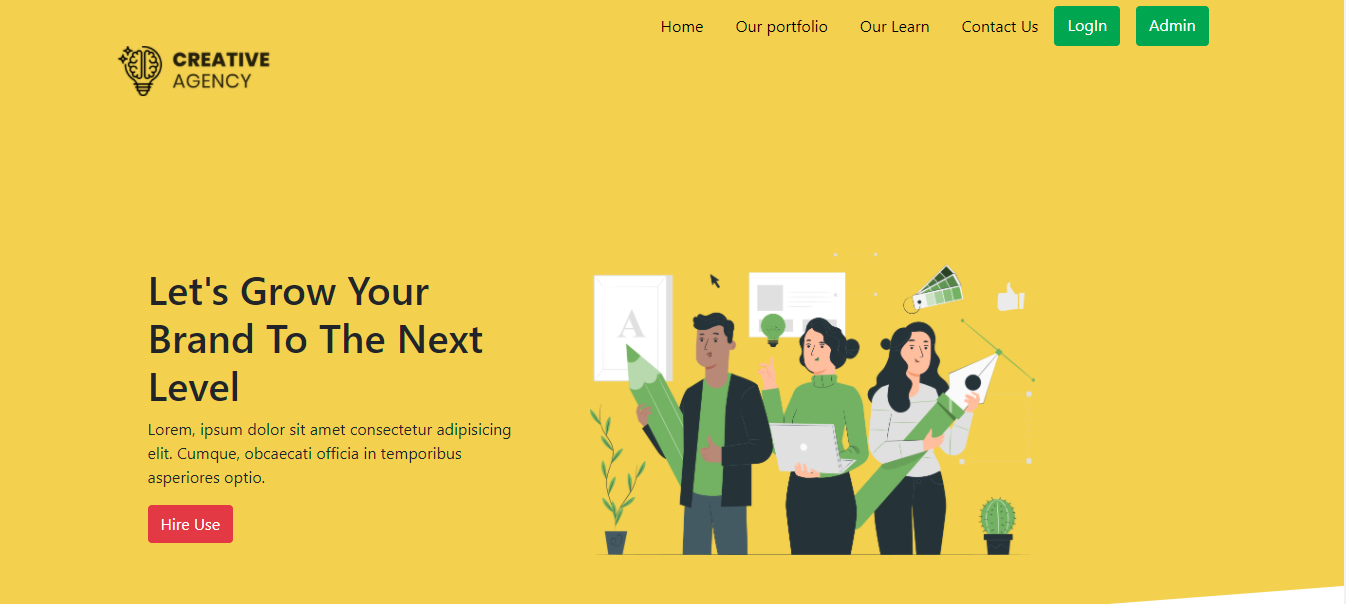 Home Our portfolio Our Learn Contact Us LogIn Admin
CREATIVE
AGENCY
Let's Grow Your
Brand To The Next
Level
Lorem, ipsum dolor sit amet consectetur adipisicing
elit. Cumque, obcaecati officia in temporibus
asperiores optio.
Hire Use
A